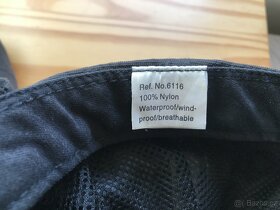 Ref. No.6116
100% Nylon
Waterproof/wind-
proof/breathable